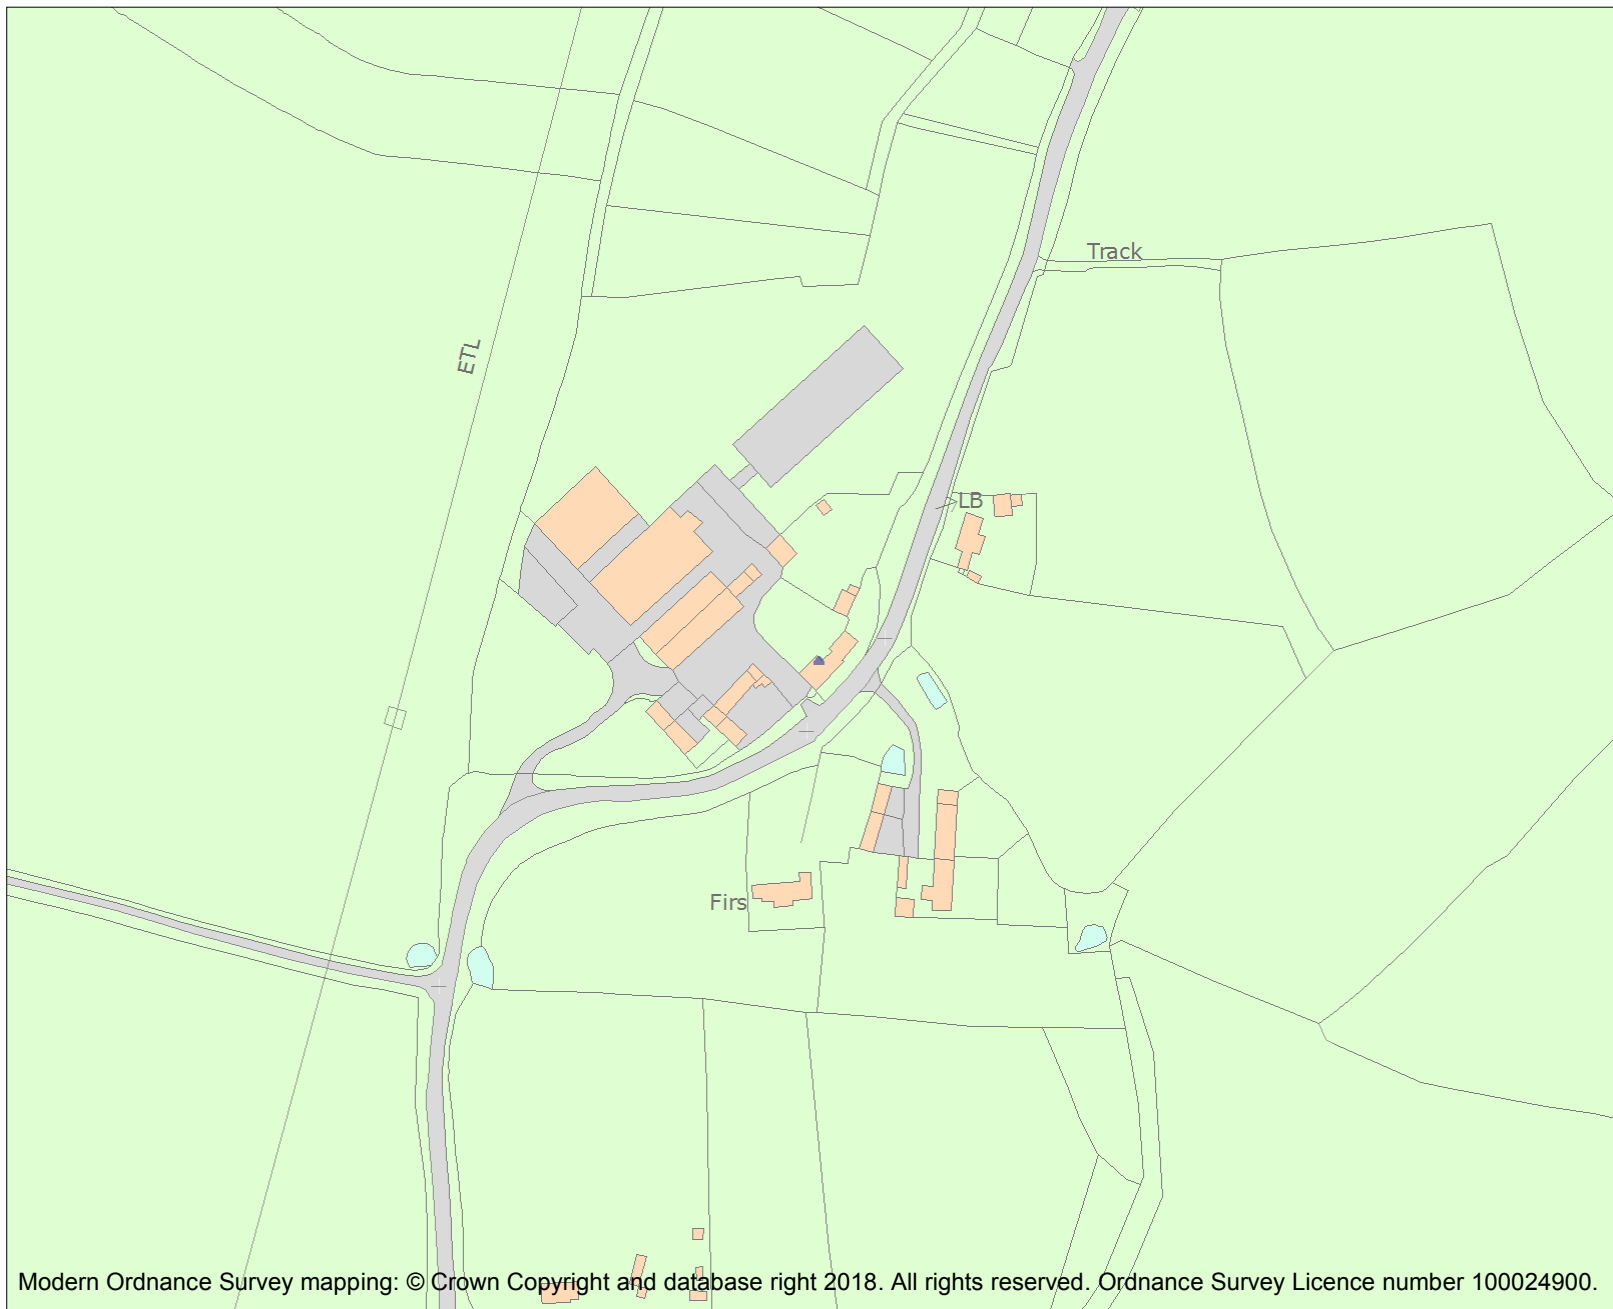 Track
ETL
LB
Firs
Modern Ordnance Survey mapping: © Crown Copyright and database right 2018. All rights reserved. Ordnance Survey Licence number 100024900.